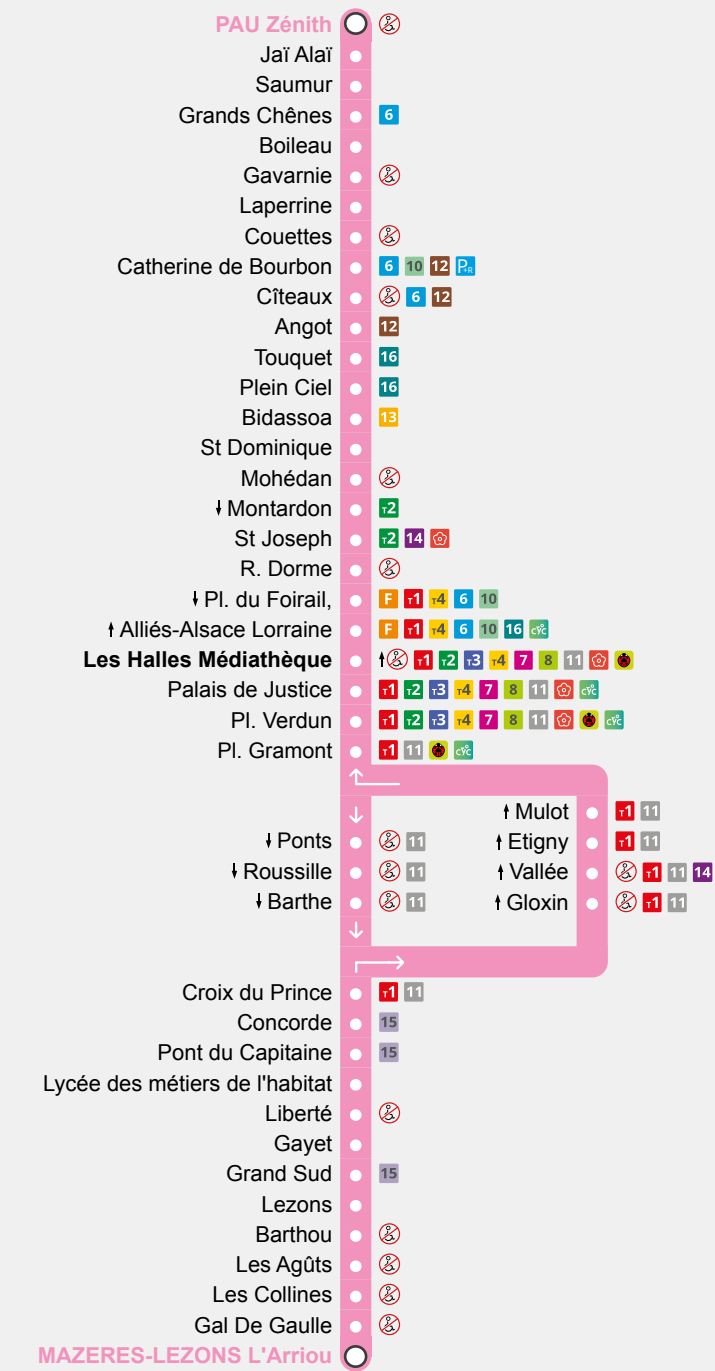 PAU Zénith
Jaï Alaï
Saumur
Grands Chênes 6
Boileau
Gavarnie
Laperrine
Couettes
Catherine de Bourbon 6 10 12 P+R
Cîteaux 6 12
Angot 12
Touquet 16
Plein Ciel 16
Bidassoa 13
St Dominique
Mohédan
Montardon T2
St Joseph T2 14
R. Dorme
Pl. du Foirail, F T1 T4 6 10
Alliés-Alsace Lorraine F T1 T4 6 10 16 cyc
Les Halles Médiathèque T1 T2 T3 T4 7 8 11
Palais de Justice T1 T2 T3 T4 7 8 11 cyc
Pl. Verdun T1 T2 T3 T4 7 8 11 cyc
Pl. Gramont T1 11 cyc
Mulot T1 11
Ponts 11 Etigny T1 11
Roussille 11 Vallée T1 11 14
Barthe 11 Gloxin T1 11
Croix du Prince T1 11
Concorde 15
Pont du Capitaine 15
Lycée des métiers de l'habitat
Liberté
Gayet
Grand Sud 15
Lezons
Barthou
Les Agûts
Les Collines
Gal De Gaulle
MAZERES-LEZONS L'Arriou